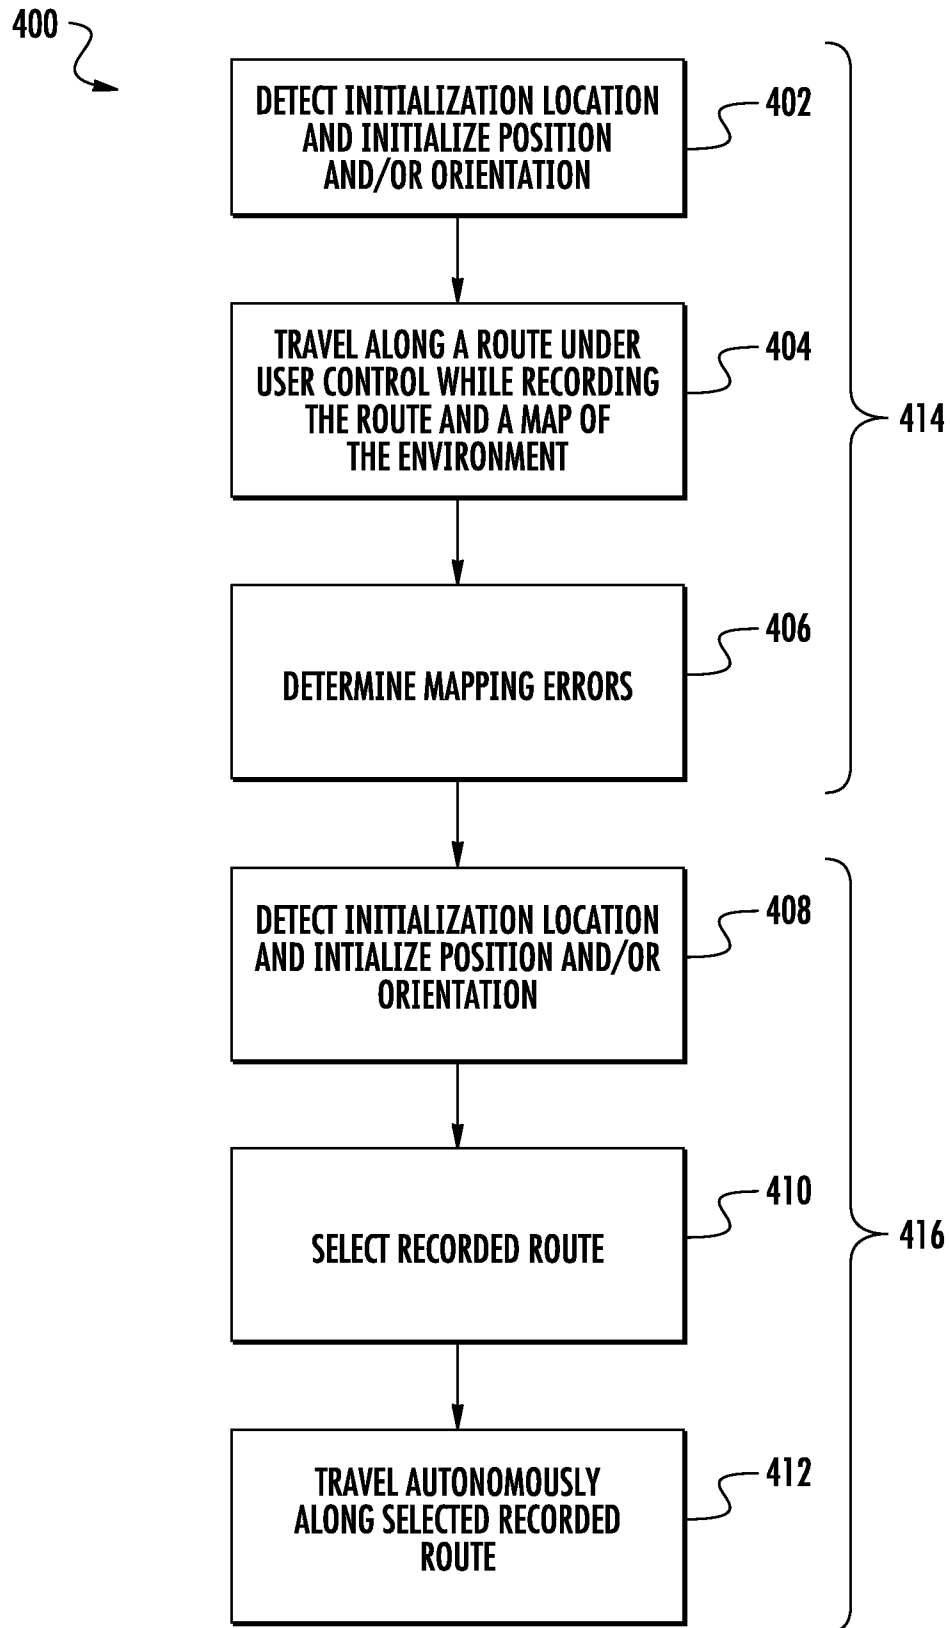 400
DETECT INITIALIZATION LOCATION
AND INITIALIZE POSITION
AND/OR ORIENTATION
402
TRAVEL ALONG A ROUTE UNDER
USER CONTROL WHILE RECORDING
THE ROUTE AND A MAP OF
THE ENVIRONMENT
404
414
DETERMINE MAPPING ERRORS
406
DETECT INITIALIZATION LOCATION
AND INTIALIZE POSITION AND/OR
ORIENTATION
408
SELECT RECORDED ROUTE
410
416
TRAVEL AUTONOMOUSLY
ALONG SELECTED RECORDED
ROUTE
412